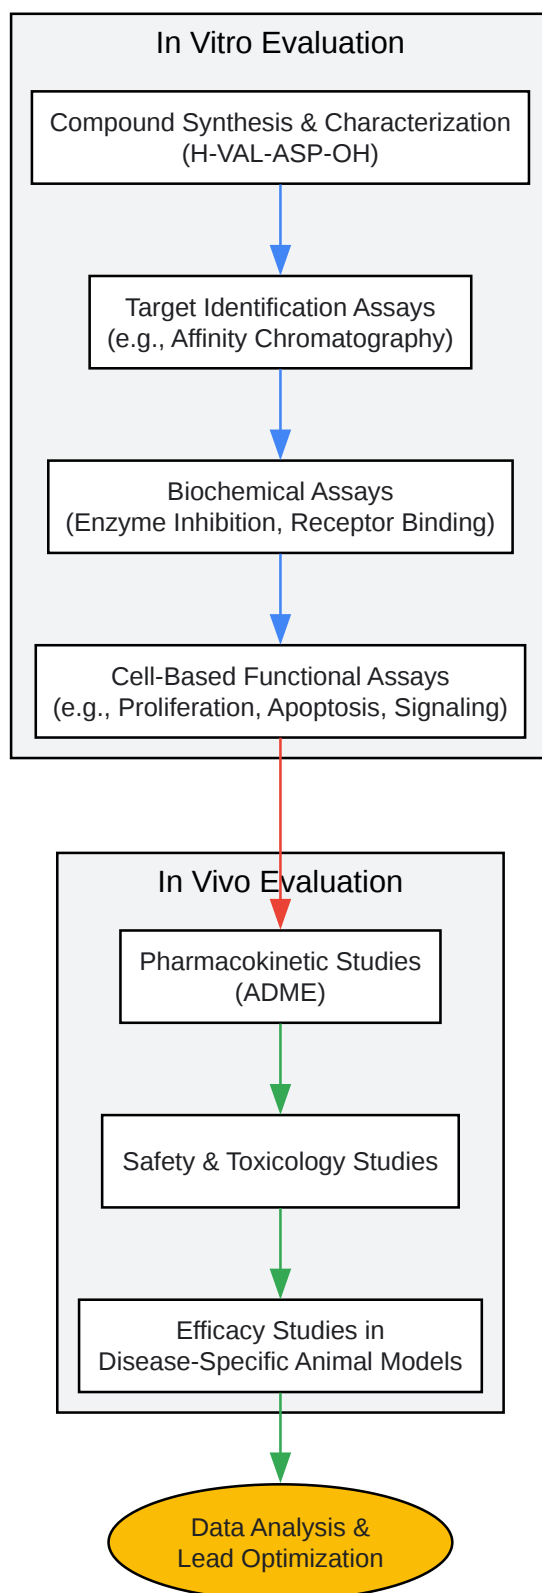 In Vitro Evaluation
Compound Synthesis & Characterization
(H-VAL-ASP-OH)
Target Identification Assays
(e.g., Affinity Chromatography)
Biochemical Assays
(Enzyme Inhibition, Receptor Binding)
Cell-Based Functional Assays
(e.g., Proliferation, Apoptosis, Signaling)
In Vivo Evaluation
Pharmacokinetic Studies
(ADME)
Safety & Toxicology Studies
Efficacy Studies in
Disease-Specific Animal Models
Data Analysis &
Lead Optimization